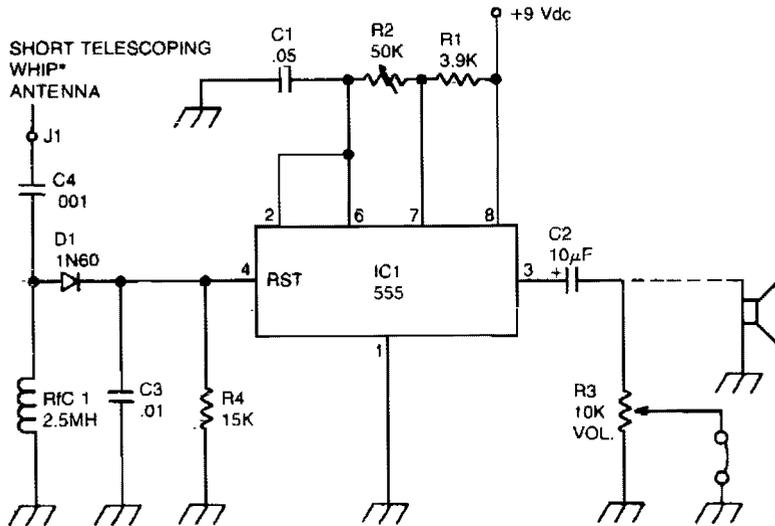 +9 Vdc
SHORT TELESCOPING
WHIP*
ANTENNA
J1
C1
.05
R2
50K
R1
3.9K
C4
001
2
6
7
8
D1
1N60
4
RST
IC1
555
3
C2
10µF
+
1
RfC 1
2.5MH
C3
.01
R4
15K
R3
10K
VOL.